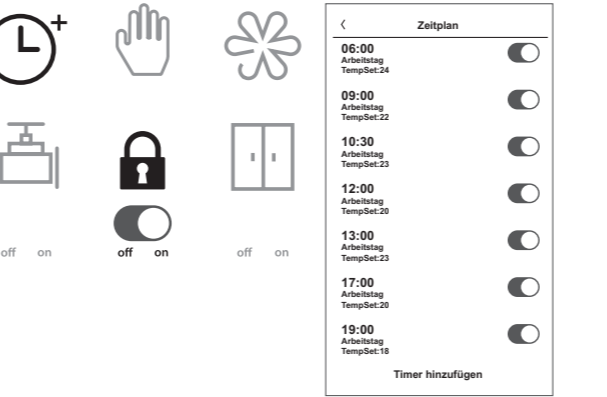 off on
off on
off on
Zeitplan
06:00
Arbeitstag
TempSet:24
09:00
Arbeitstag
TempSet:22
10:30
Arbeitstag
TempSet:23
12:00
Arbeitstag
TempSet:20
13:00
Arbeitstag
TempSet:23
17:00
Arbeitstag
TempSet:20
19:00
Arbeitstag
TempSet:18
Timer hinzufügen